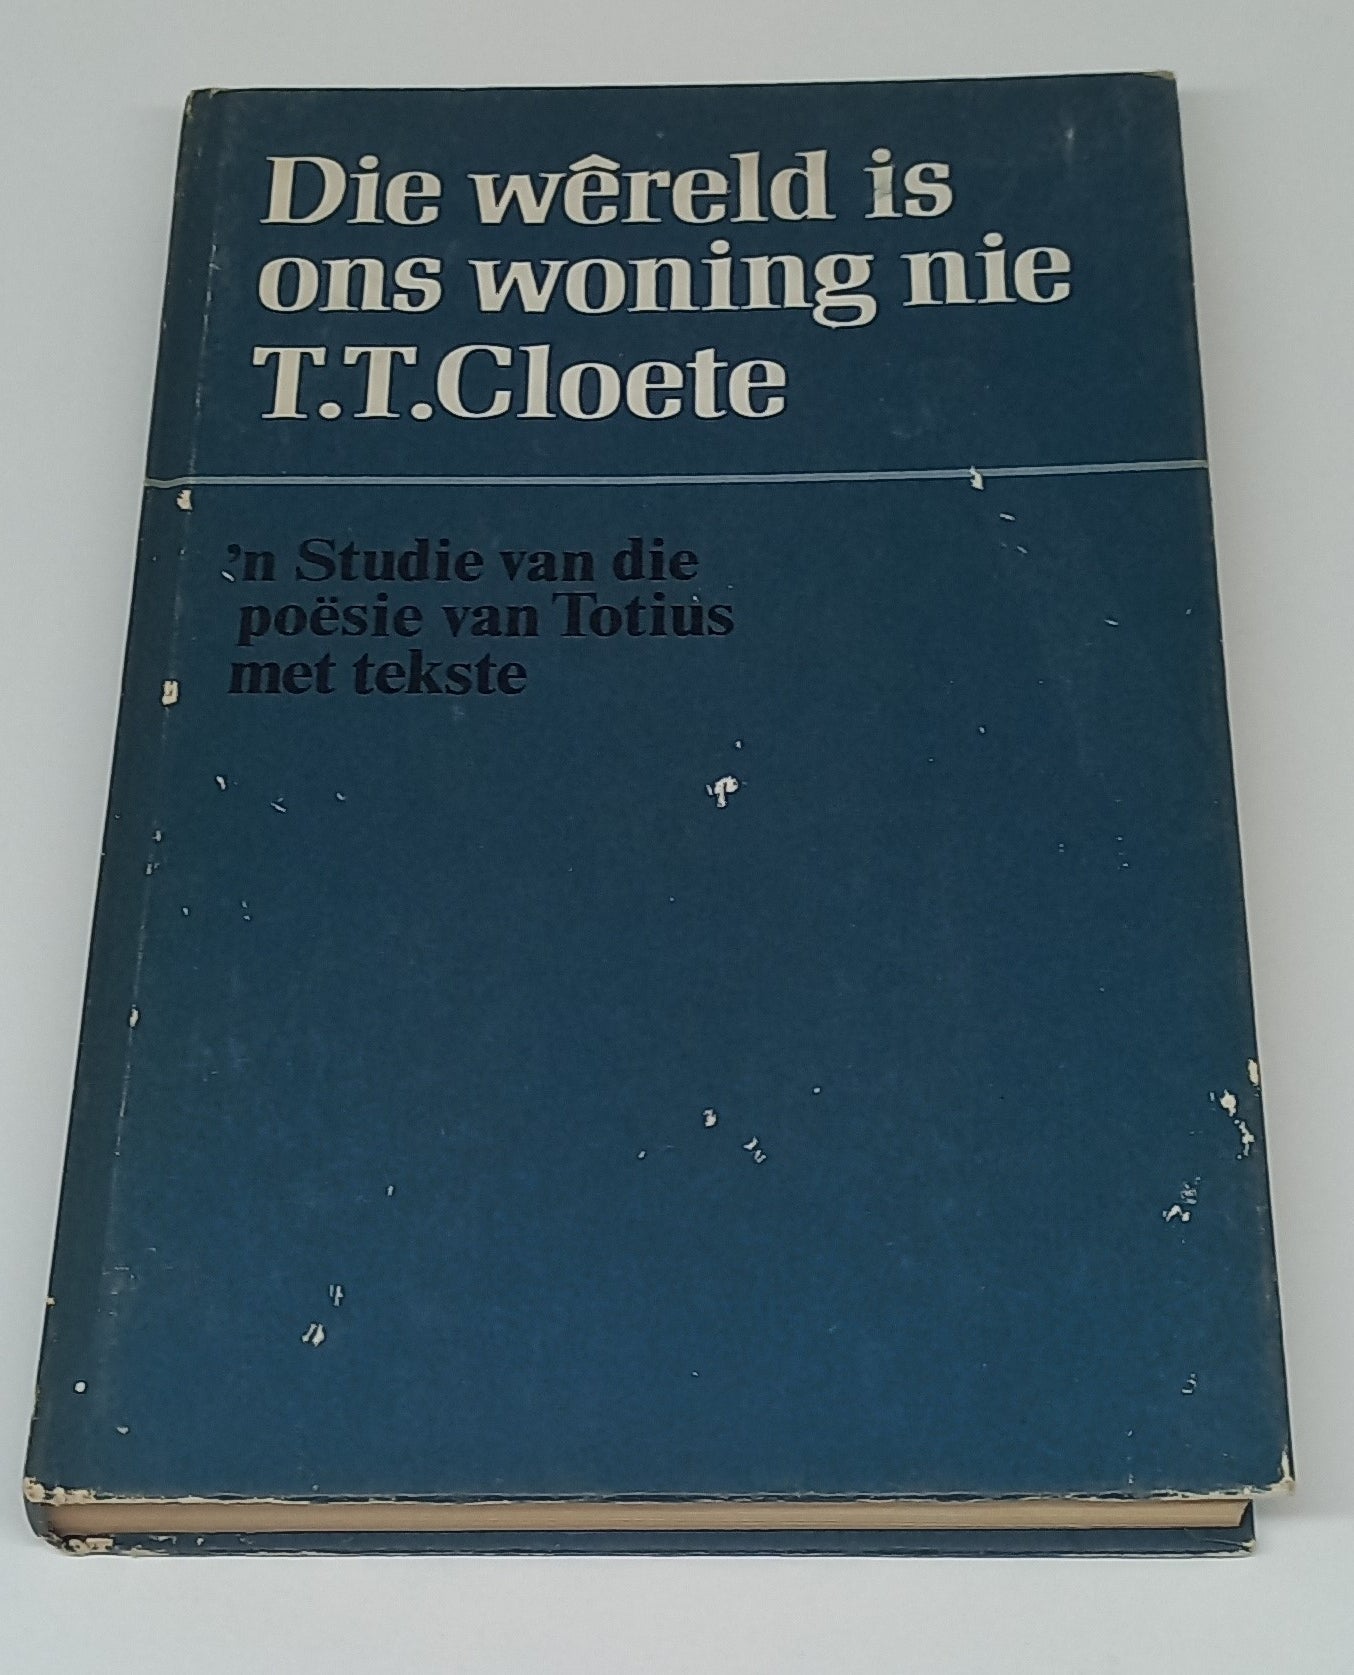 Die wêreld is
ons woning nie
T.T.Cloete
'n Studie van die
poësie van Totius
met tekste